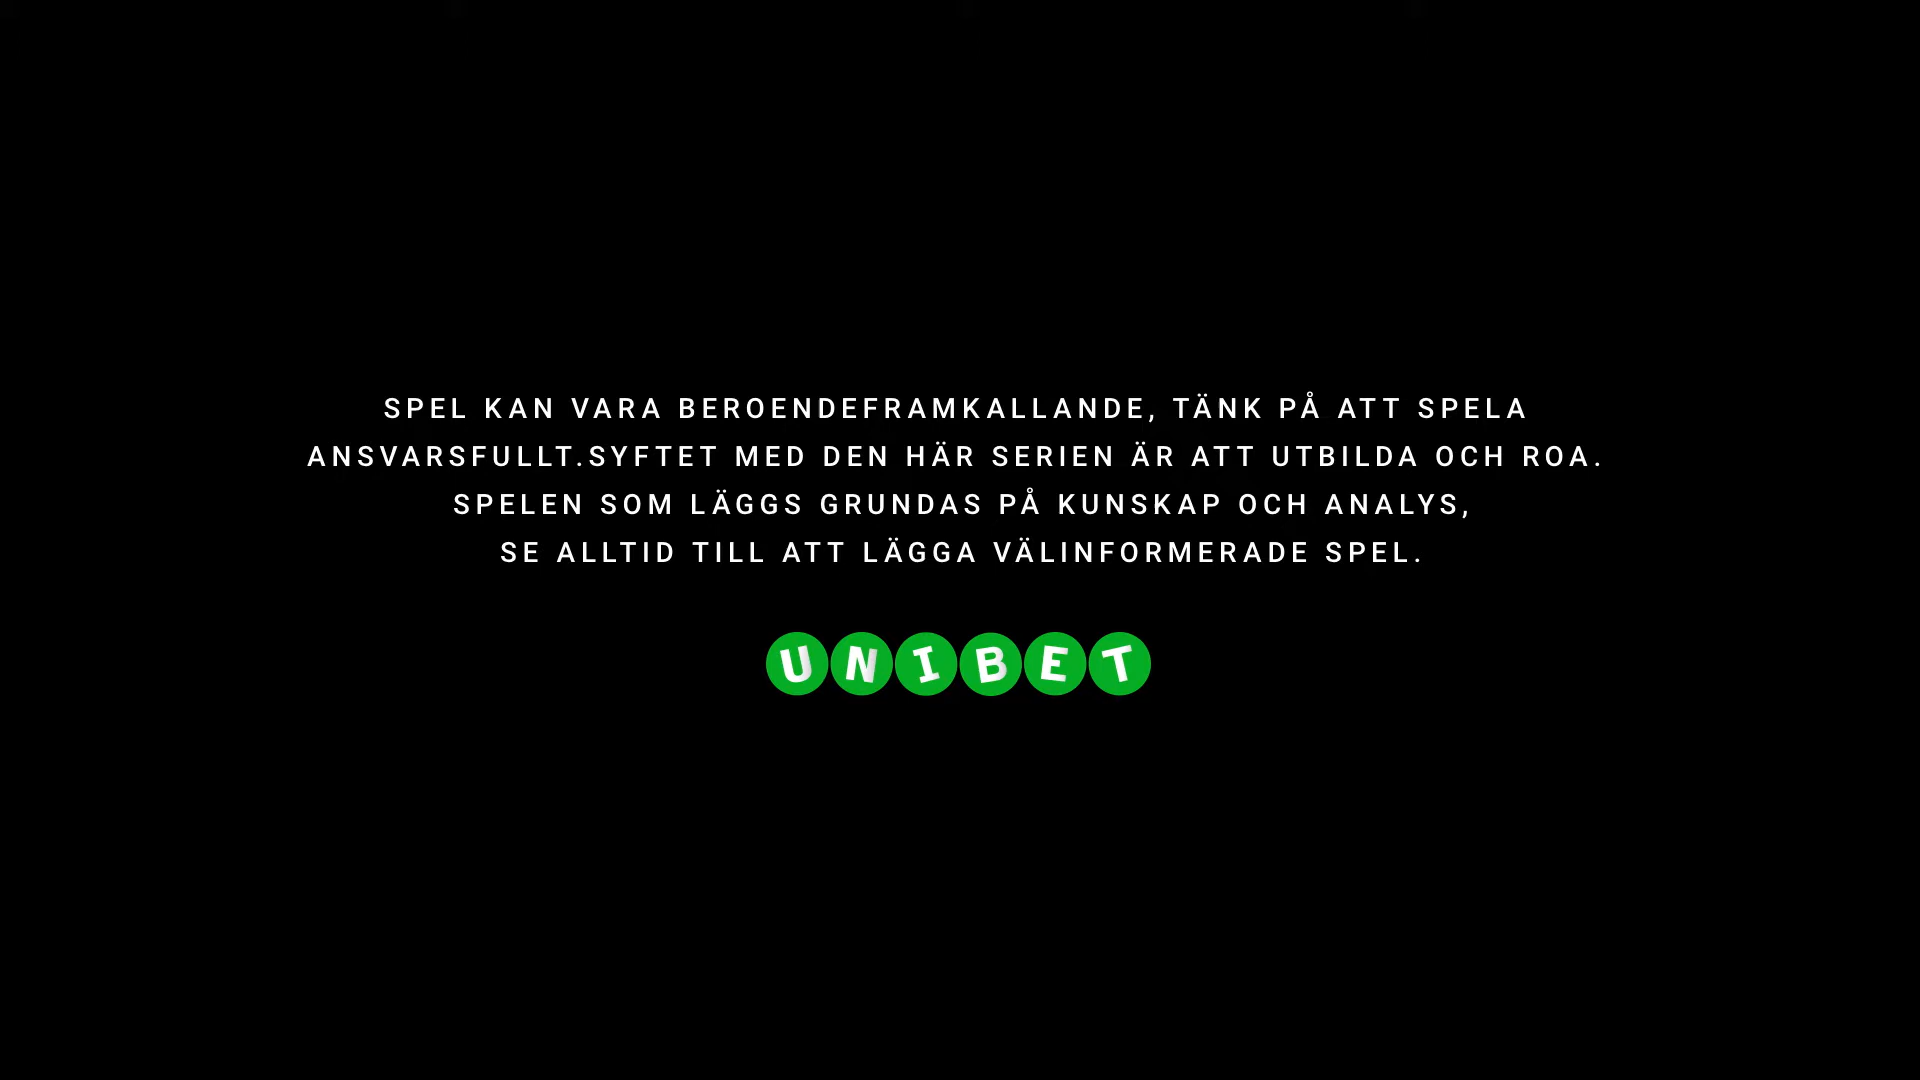 SPEL KAN VARA BEROENDEFRAMKALLANDE, TÄNK PÅ ATT SPELA
ANSVARSFULLT.SYFTET MED DEN HÄR SERIEN ÄR ATT UTBILDA OCH ROA.
SPELEN SOM LÄGGS GRUNDAS PÅ KUNSKAP OCH ANALYS,
SE ALLTID TILL ATT LÄGGA VÄLINFORMERADE SPEL.
UNIBET